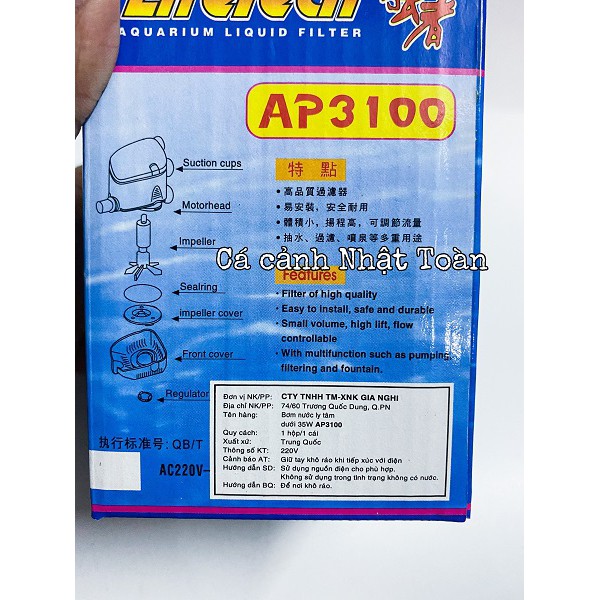 AQUARIUM LIQUID FILTER
AP3100
Suction cups
Motorhead
Impeller
Sealring
impeller cover
Front cover
Regulator
特點
·高品質過濾器
·易安裝，安全耐用
·體積小，揚程高，可調節流量
·抽水、過濾、噴泉等多重用途
Cá cảnh Nhật Toàn
Features
· Filter of high quality
· Easy to install, safe and durable
· Small volume, high lift, flow
controllable
· With multifunction such as pumping,
filtering and fountain.
执行标准号: QB/T
AC220V-
Đơn vị NK/PP: CTY TNHH TM-XNK GIA NGHI
Địa chỉ NK/PP: 74/60 Trương Quốc Dung, Q.PN
Tên hàng: Bơm nước ly tâm
dưới 35W AP3100
Quy cách: 1 hộp/1 cái
Xuất xứ: Trung Quốc
Thông số KT: 220V
Cảnh báo AT: Giữ tay khô ráo khi tiếp xúc với điện
Hướng dẫn SD: Sử dụng nguồn điện cho phù hợp.
Không sử dụng trong tình trạng không có nước.
Hướng dẫn BQ: Để nơi khô ráo.